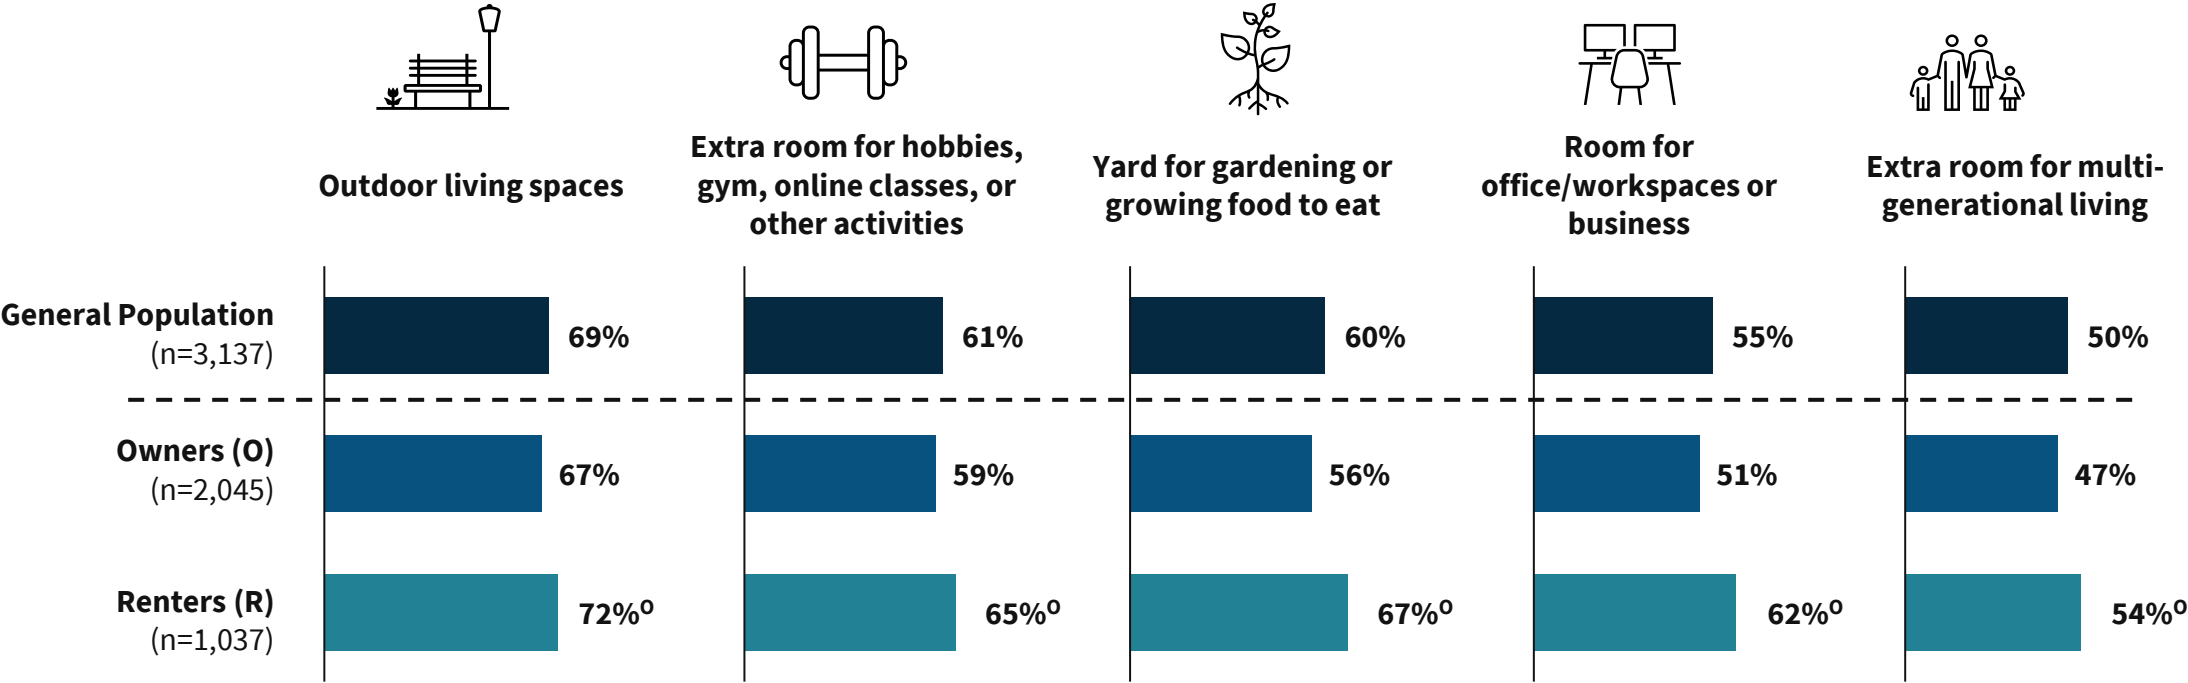 Outdoor living spaces
Extra room for hobbies,
gym, online classes, or
other activities
Yard for gardening or
growing food to eat
Room for
office/workspaces or
business
Extra room for multi-
generational living
General Population
(n=3,137)
69%
61%
60%
55%
50%
Owners (O)
(n=2,045)
67%
59%
56%
51%
47%
Renters (R)
(n=1,037)
72%ᴼ
65%ᴼ
67%ᴼ
62%ᴼ
54%ᴼ